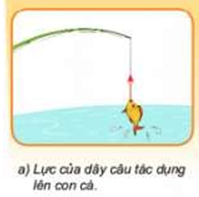 a) Lực của dây câu tác dụng
lên con cá.